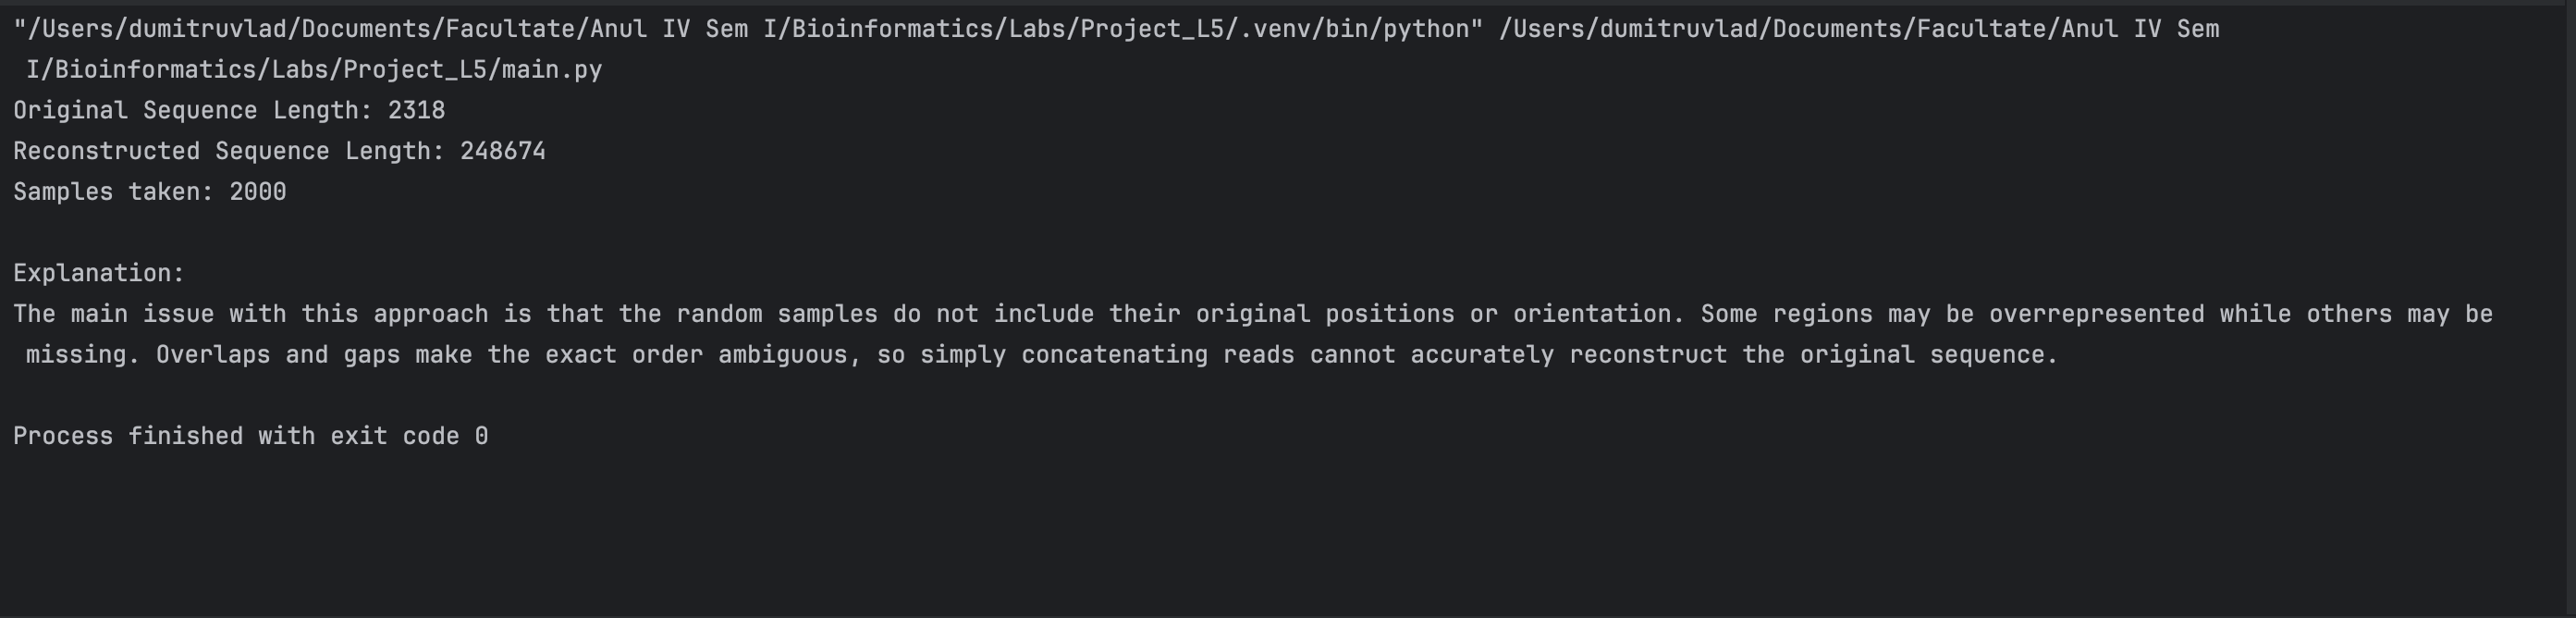 "/Users/dumitruvlad/Documents/Facultate/Anul IV Sem I/Bioinformatics/Labs/Project_L5/.venv/bin/python" /Users/dumitruvlad/Documents/Facultate/Anul IV Sem
I/Bioinformatics/Labs/Project_L5/main.py
Original Sequence Length: 2318
Reconstructed Sequence Length: 248674
Samples taken: 2000
Explanation:
The main issue with this approach is that the random samples do not include their original positions or orientation. Some regions may be overrepresented while others may be
missing. Overlaps and gaps make the exact order ambiguous, so simply concatenating reads cannot accurately reconstruct the original sequence.
Process finished with exit code 0